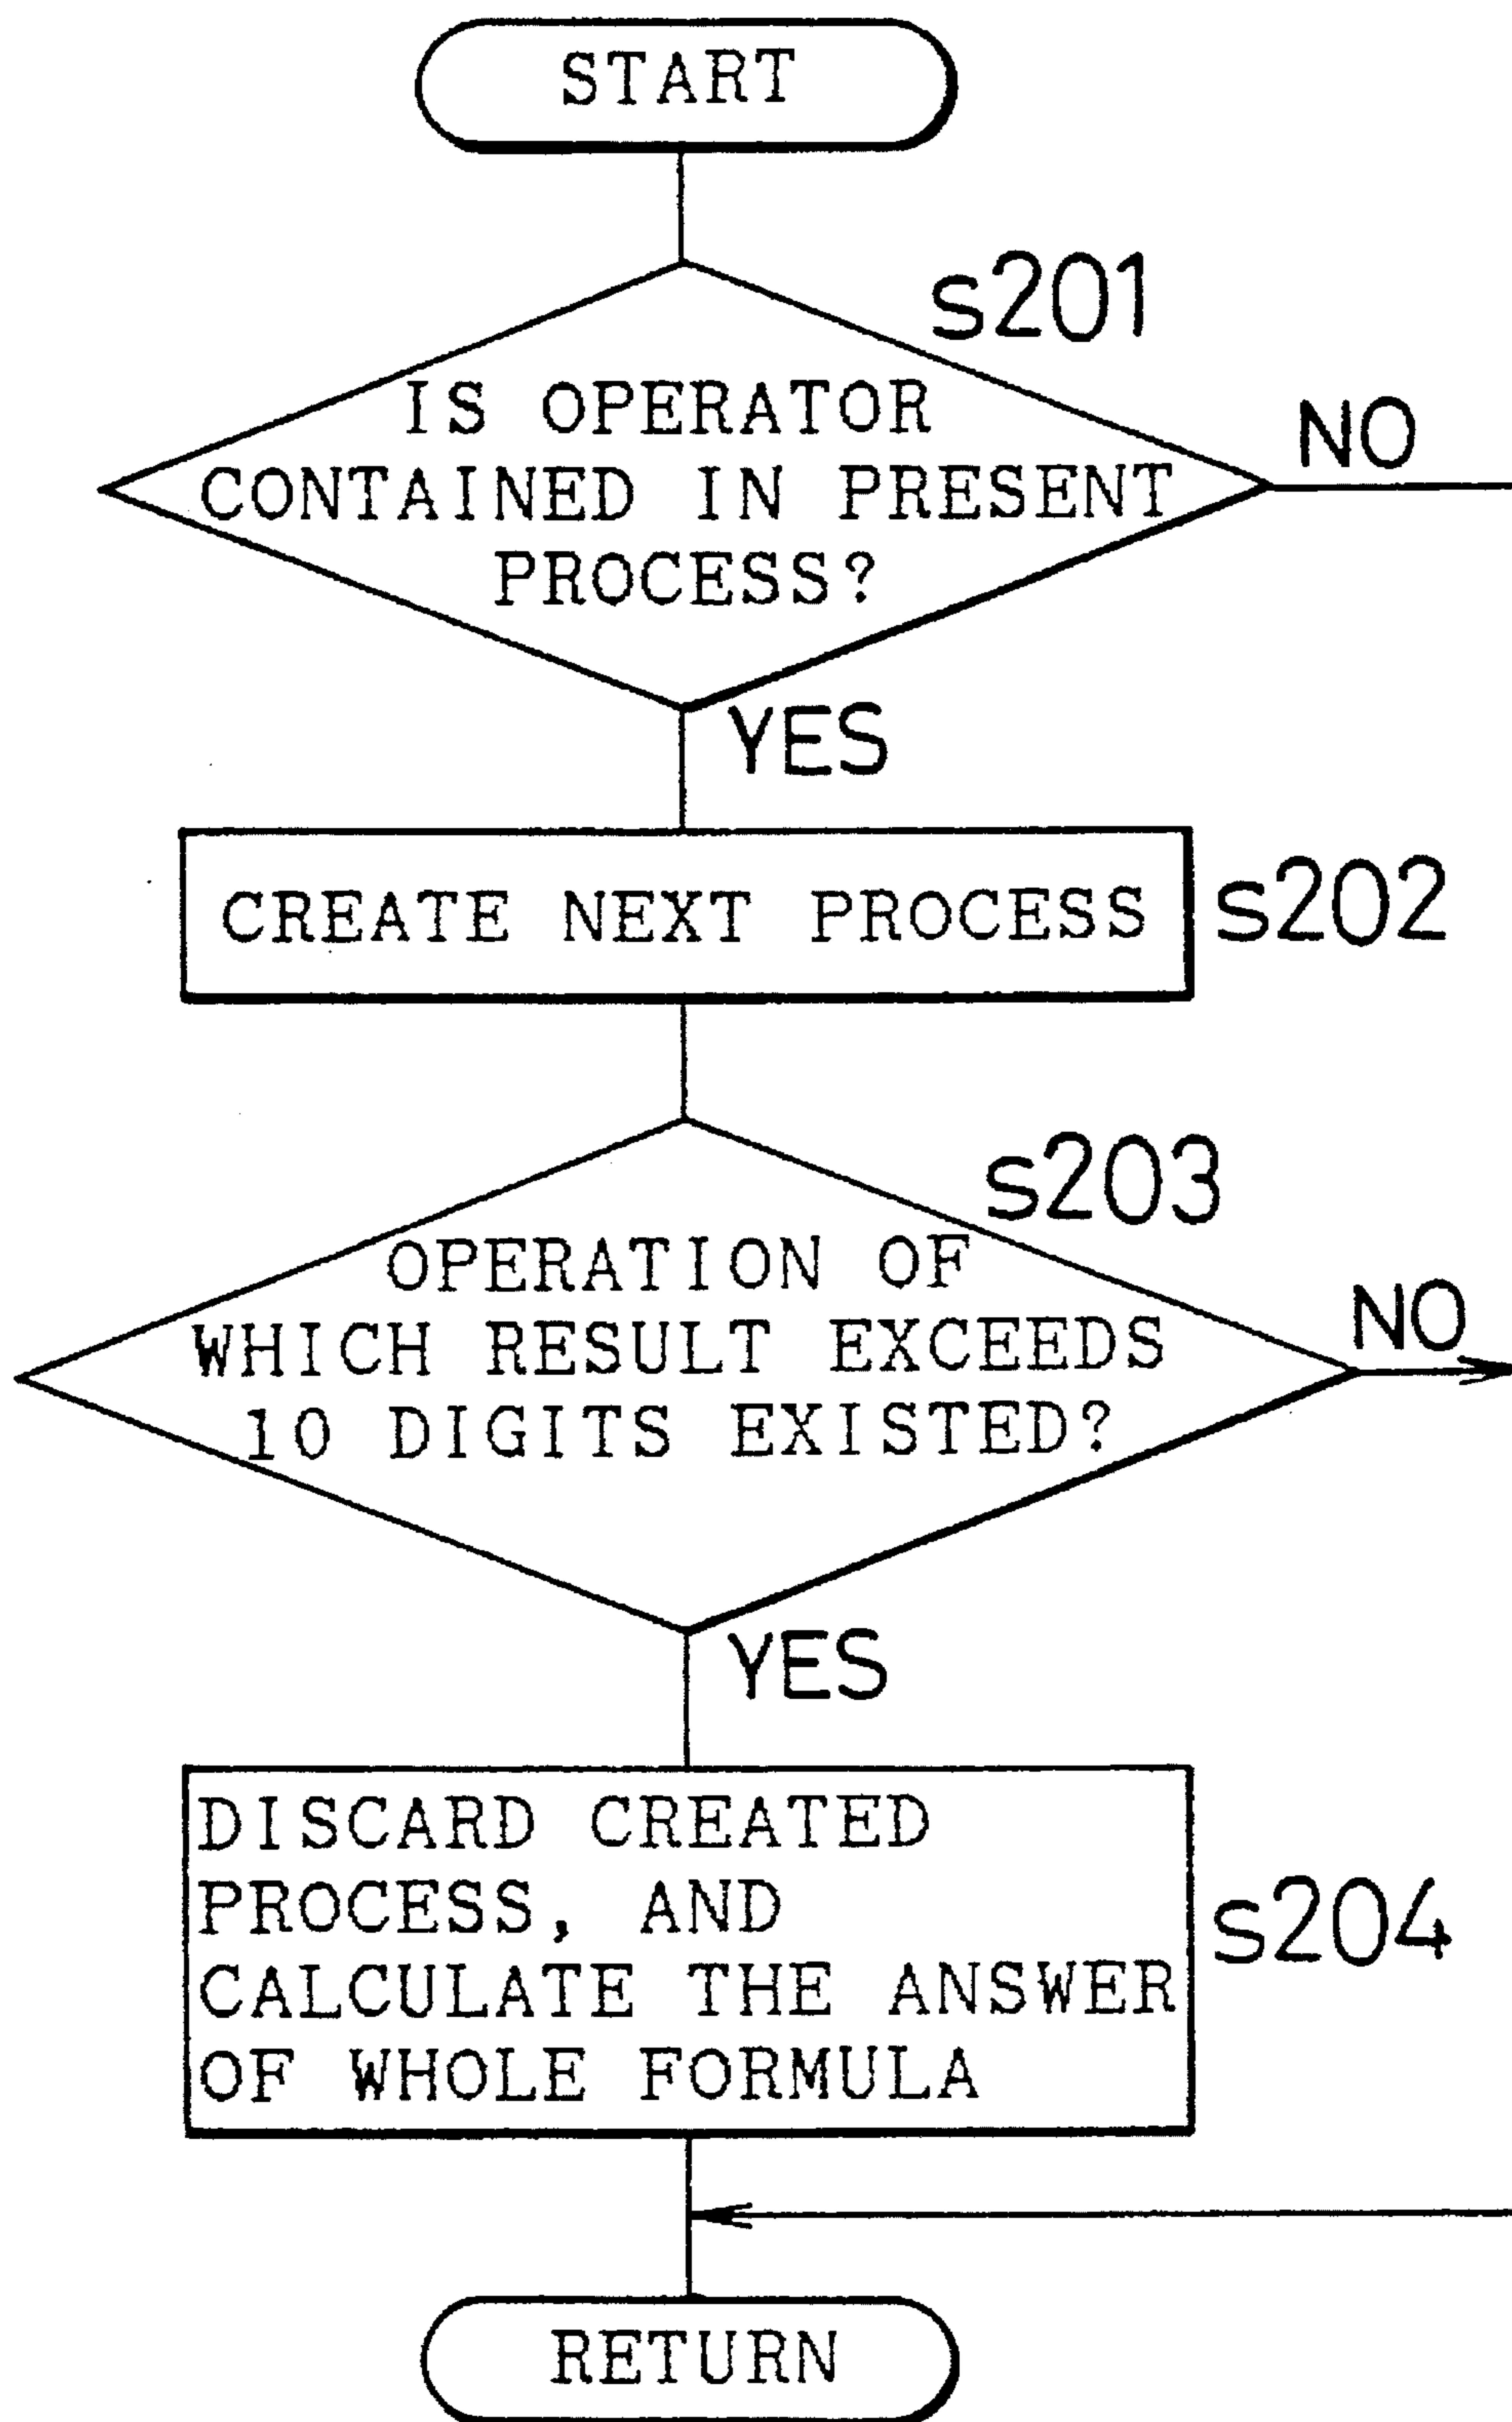 START
s201
IS OPERATOR
CONTAINED IN PRESENT
PROCESS?
NO
YES
CREATE NEXT PROCESS
s202
s203
OPERATION OF
WHICH RESULT EXCEEDS
10 DIGITS EXISTED?
NO
YES
DISCARD CREATED
PROCESS, AND
CALCULATE THE ANSWER
OF WHOLE FORMULA
s204
RETURN